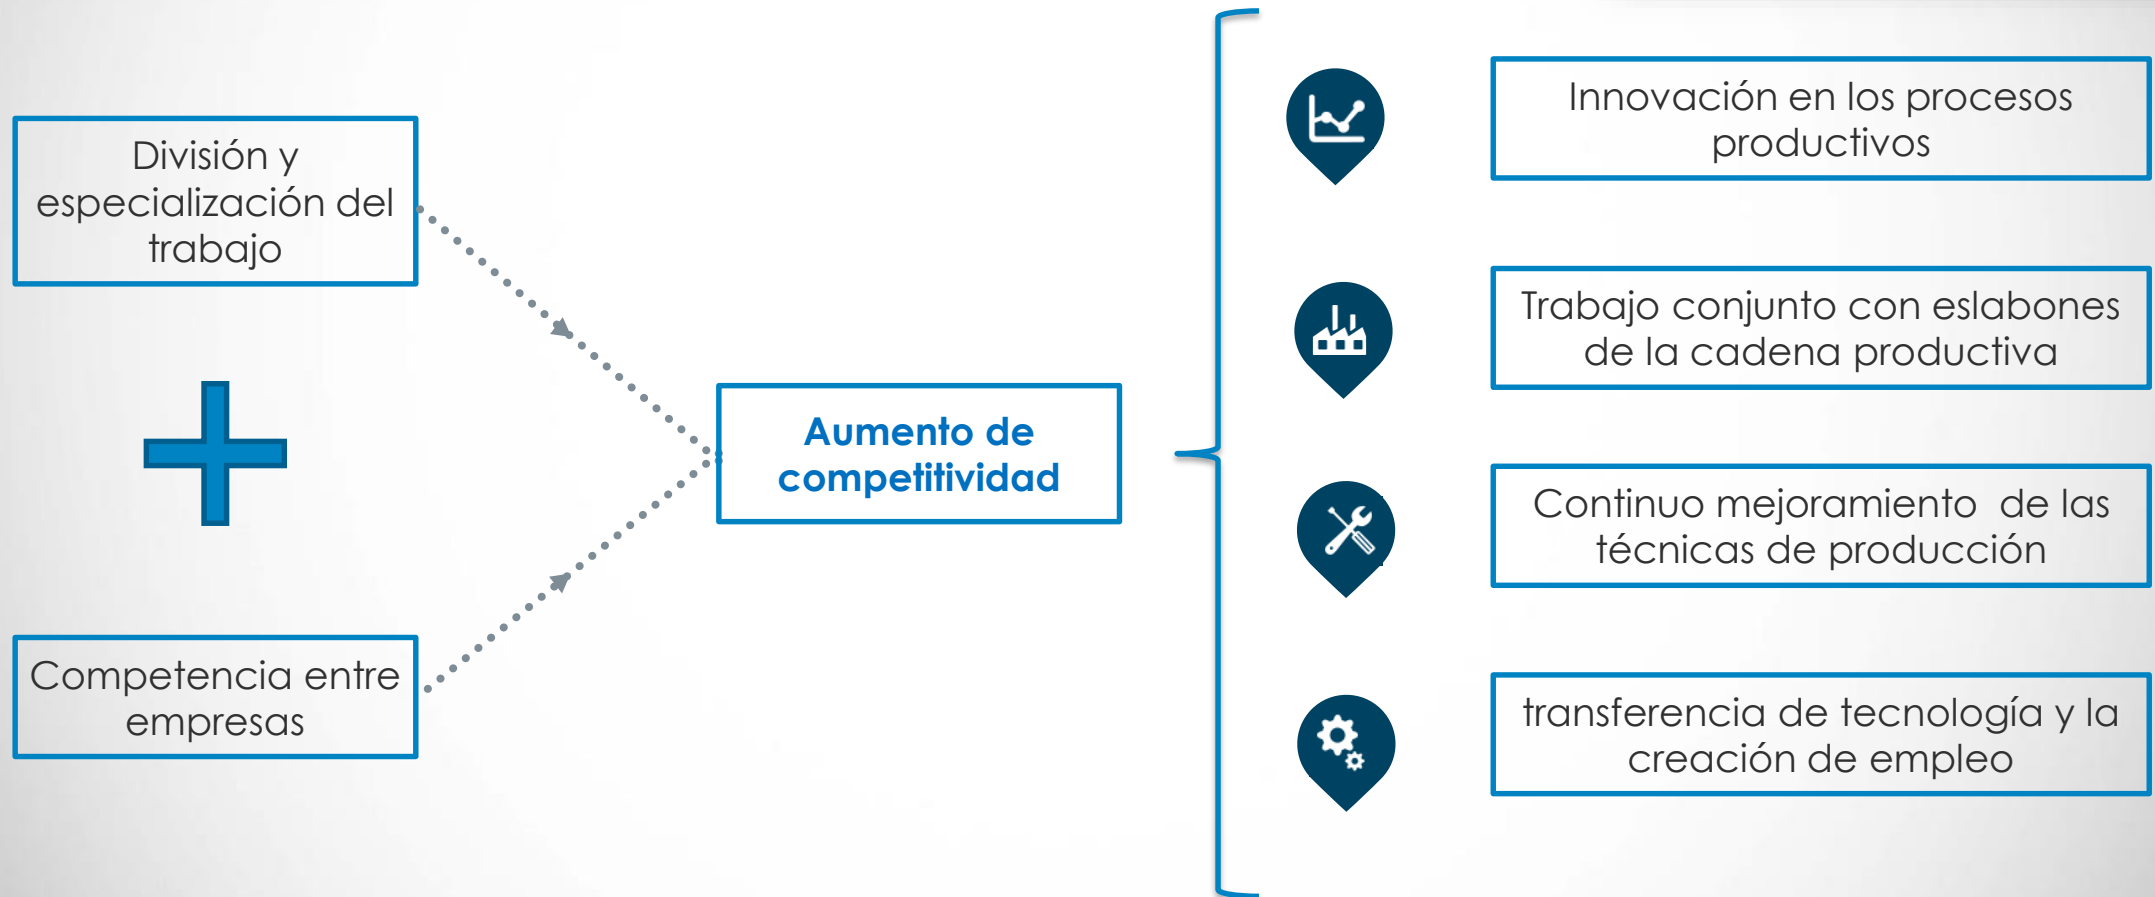 División y
especialización del
trabajo
Competencia entre
empresas
Aumento de
competitividad
Innovación en los procesos
productivos
Trabajo conjunto con eslabones
de la cadena productiva
Continuo mejoramiento  de las
técnicas de producción
transferencia de tecnología y la
creación de empleo